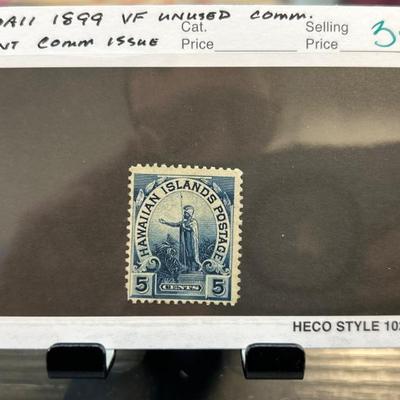 1899 VF UNUSED COMM.
COMM ISSUE
Cat.
Price
Selling
Price
HAWAIIAN ISLANDS POSTAGE
5 CENTS 5
HECO STYLE